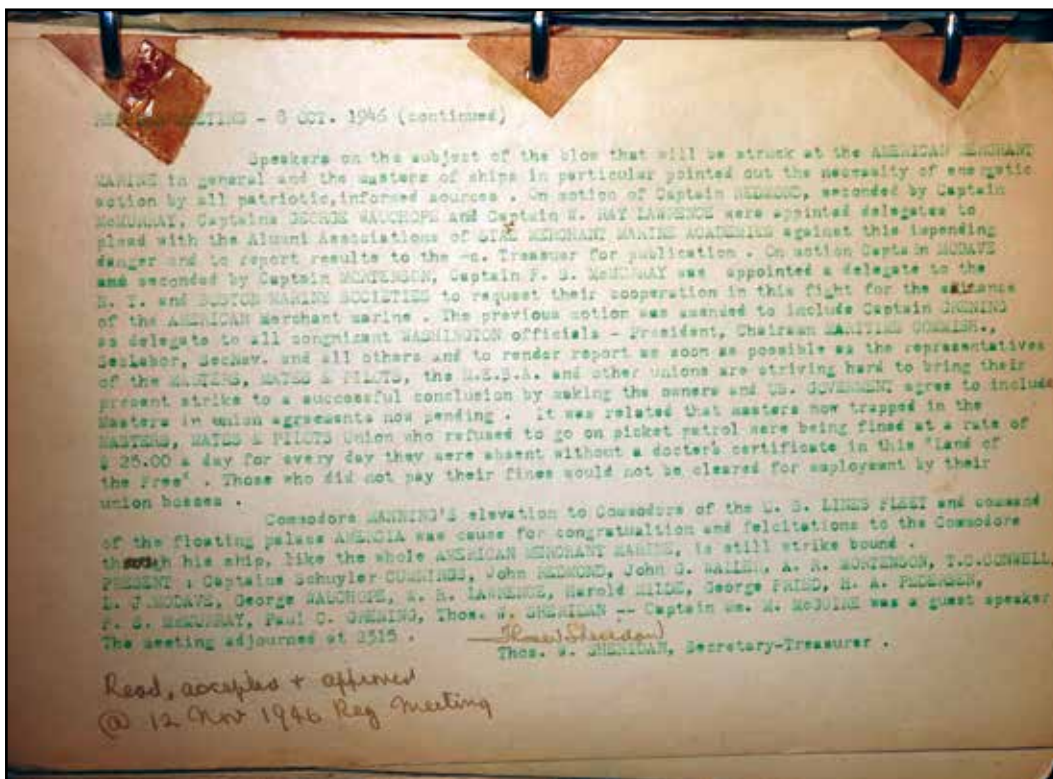 REGULAR MEETING - 8 OCT. 1946 (continued)
Speakers on the subject of the blow that will be struck at the AMERICAN MERCHANT
MARINE in general and the masters of ships in particular pointed out the necessity of energetic
action by all patriotic,informed sources . On motion of Captain REDMOND, seconded by Captain
McMURRAY, Captains GEORGE WAUCHOPE and Captain W. RAY LAWRENCE were appointed delegates to
plead with the Alumni Associations of MERCHANT MARINE ACADEMIES against this impending
danger and to report results to the Treasurer for publication . On motion Captain MODAVE
and seconded by Captain MORTENSON, Captain F. S. McMURRAY was appointed a delegate to the
N. Y. and BOSTON MARINE SOCIETIES to request their cooperation in this fight for the
of the AMERICAN Merchant marine . The previous motion was amended to include Captain GRENING
as delegate to all congnizant WASHINGTON officials - President, Chairman MARITIME COMMISH.,
SecLabor, SecNav. and all others and to render report as soon as possible as the representatives
of the MASTERS, MATES & PILOTS, the M.E.B.A. and other unions are striving hard to bring their
present strike to a successful conclusion by making the owners and US. GOVERMENT agree to include
Masters in union agreements now pending . It was related that masters now trapped in the
MASTERS, MATES & PILOTS Union who refused to go on picket patrol were being fined at a rate of
$ 25.00 a day for every day they were absent without a doctor's certificate in this "Land of
the Free" . Those who did not pay their fines would not be cleared for employment by their
union bosses .
Commodore MANNING'S elevation to Commodore of the U. S. LINES FLEET and command
of the floating palace AMERCIA was cause for congratualtion and felcitations to the Commodore
though his ship, like the whole AMERICAN MERCHANT MARINE, is still strike bound .
PRESENT : Captains Schuyler CUMMINGS, John REDMOND, John G. WALLER, A. R. MORTENSON, T.C.CONWELL,
L. J.MODAVE, George WAUCHOPE, W. R. LAWRENCE, Harold MILDE, George FRIED, H. A. PEDERSEN,
F. S. McMURRAY, Paul C. GRENING, Thos. W. SHERIDAN -- Captain Wm. M. McGUIRE was a guest speaker
The meeting adjourned at 2315 .
Thos W Sheridan
Thos. W. SHERIDAN, Secretary-Treasurer .
Read, accepted + approved
@ 12 Nov 1946 Reg Meeting